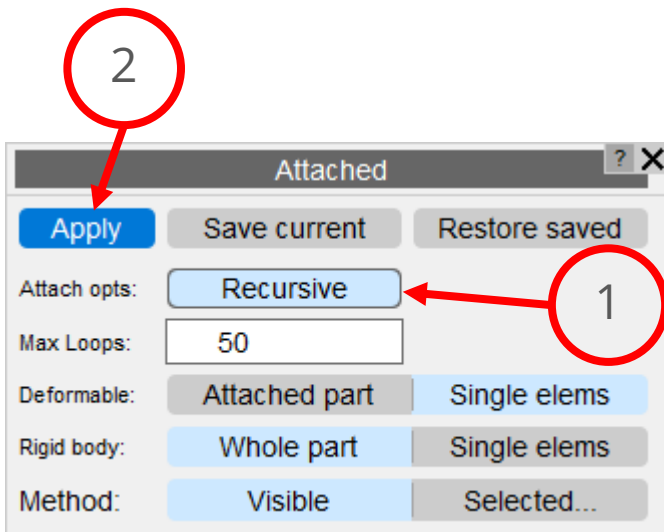 2
Attached ?
Apply Save current Restore saved
Attach opts: Recursive 1
Max Loops: 50
Deformable: Attached part Single elems
Rigid body: Whole part Single elems
Method: Visible Selected...